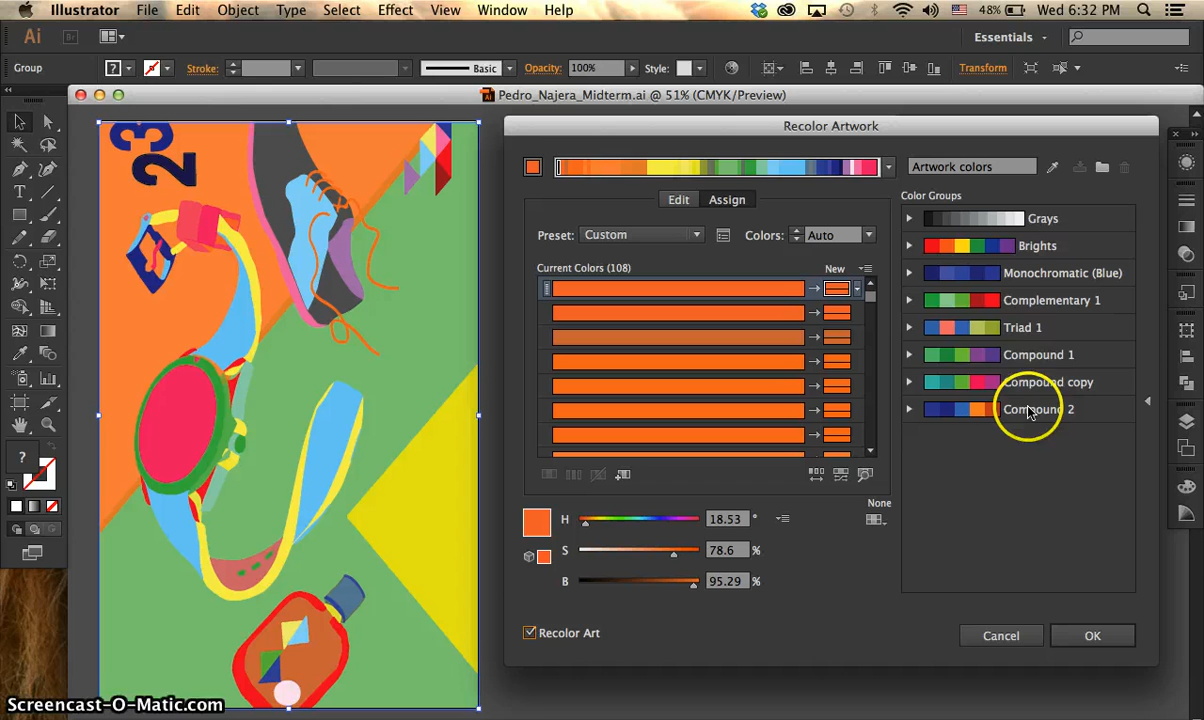 Illustrator File Edit Object Type Select Effect View Window Help 48% Wed 6:32 PM
Ai Br Essentials
Group ? Stroke: Basic Opacity: 100% Style: Transform
Pedro_Najera_Midterm.ai @ 51% (CMYK/Preview)
Recolor Artwork
Artwork colors
Edit Assign
Color Groups
Preset: Custom Colors: Auto
Current Colors (108) New
Grays
Brights
Monochromatic (Blue)
Complementary 1
Triad 1
Compound 1
Compound copy
Compound 2
None
H 18.53 °
S 78.6 %
B 95.29 %
Recolor Art
Cancel OK
23
2
T
?
Screencast-O-Matic.com